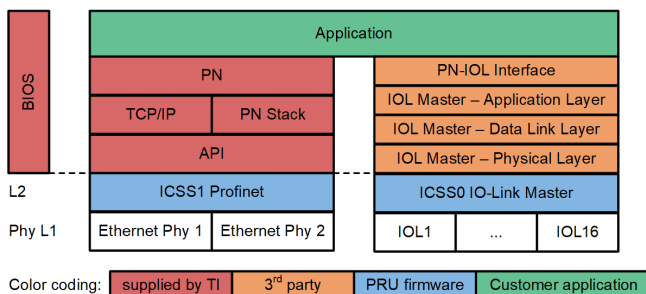 Application
BIOS
PN
PN-IOL Interface
TCP/IP
PN Stack
IOL Master – Application Layer
IOL Master – Data Link Layer
API
IOL Master – Physical Layer
L2
ICSS1 Profinet
ICSS0 IO-Link Master
Phy L1
Ethernet Phy 1
Ethernet Phy 2
IOL1
...
IOL16
Color coding:
supplied by TI
3rd party
PRU firmware
Customer application